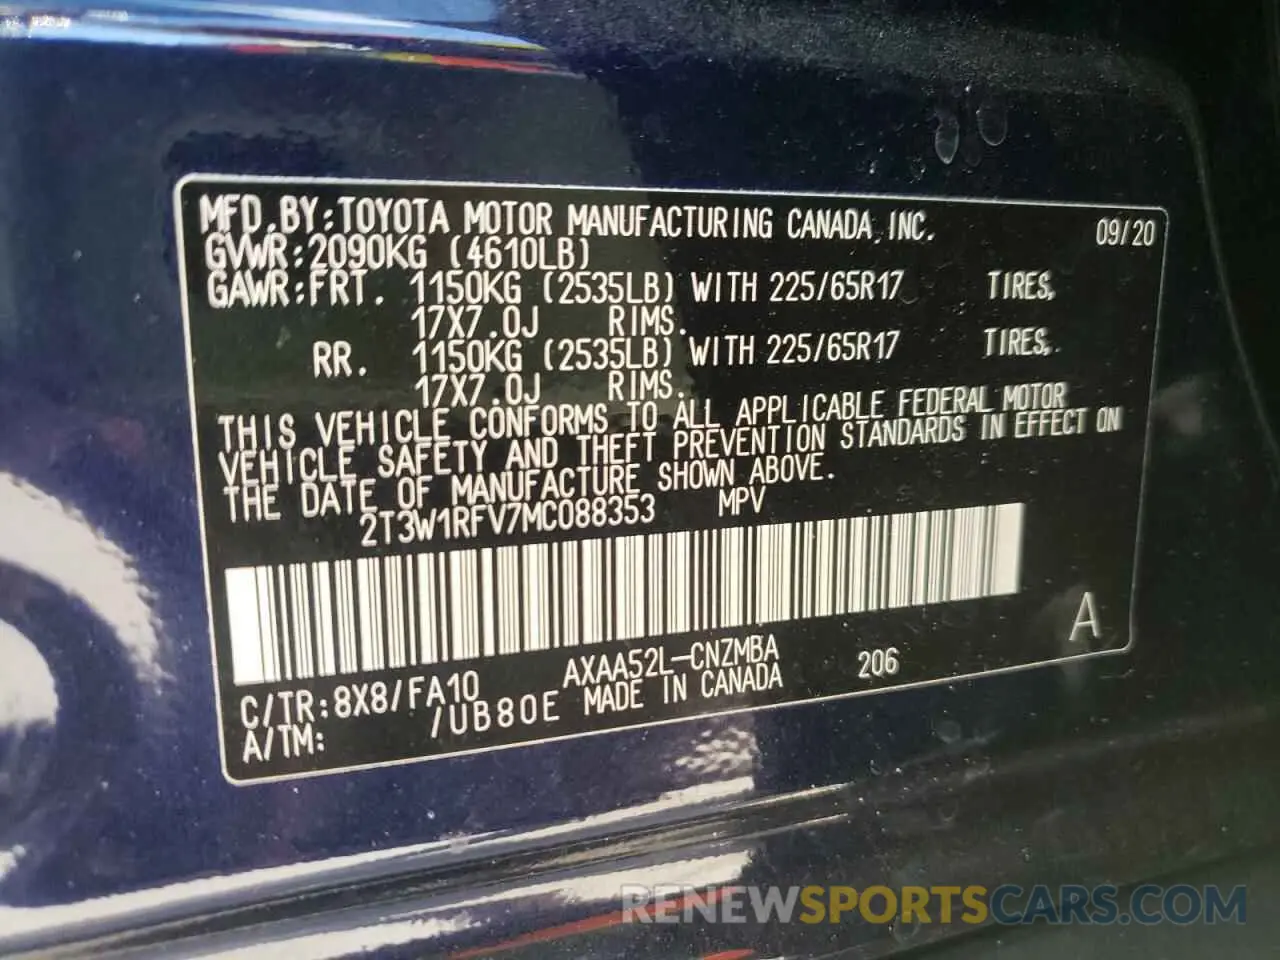 MFD.BY:TOYOTA MOTOR MANUFACTURING CANADA, INC. 09/20
GVWR:2090KG (4610LB)
GAWR:FRT. 1150KG (2535LB) WITH 225/65R17 TIRES,
17X7.0J RIMS.
RR. 1150KG (2535LB) WITH 225/65R17 TIRES,
17X7.0J RIMS.
THIS VEHICLE CONFORMS TO ALL APPLICABLE FEDERAL MOTOR
VEHICLE SAFETY AND THEFT PREVENTION STANDARDS IN EFFECT ON
THE DATE OF MANUFACTURE SHOWN ABOVE.
2T3W1RFV7MC088353 MPV
A
C/TR:8X8/FA10 AXAA52L-CNZMBA 206
A/TM: /UB80E MADE IN CANADA
RENEWSPORTSCARS.COM